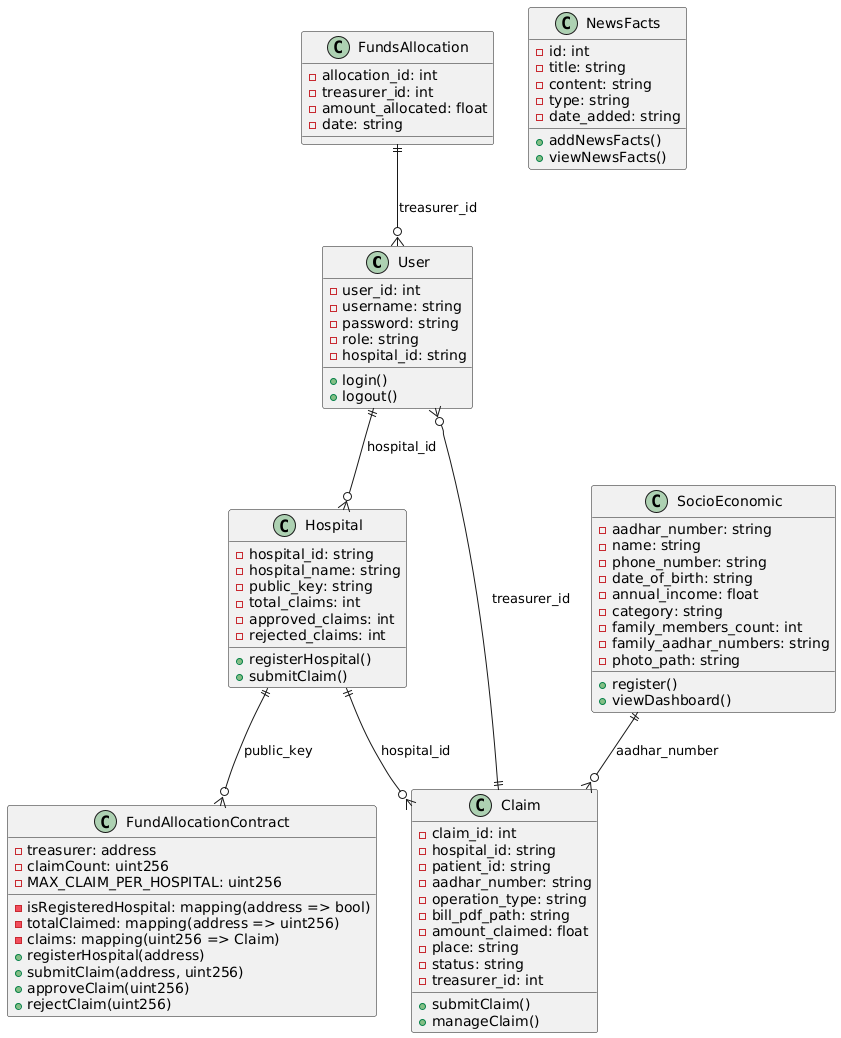 C FundsAllocation
allocation_id: int
treasurer_id: int
amount_allocated: float
date: string
C NewsFacts
id: int
title: string
content: string
type: string
date_added: string
addNewsFacts()
viewNewsFacts()
treasurer_id
C User
user_id: int
username: string
password: string
role: string
hospital_id: string
login()
logout()
hospital_id
treasurer_id
C Hospital
hospital_id: string
hospital_name: string
public_key: string
total_claims: int
approved_claims: int
rejected_claims: int
registerHospital()
submitClaim()
C SocioEconomic
aadhar_number: string
name: string
phone_number: string
date_of_birth: string
annual_income: float
category: string
family_members_count: int
family_aadhar_numbers: string
photo_path: string
register()
viewDashboard()
public_key
hospital_id
aadhar_number
C FundAllocationContract
treasurer: address
claimCount: uint256
MAX_CLAIM_PER_HOSPITAL: uint256
isRegisteredHospital: mapping(address => bool)
totalClaimed: mapping(address => uint256)
claims: mapping(uint256 => Claim)
registerHospital(address)
submitClaim(address, uint256)
approveClaim(uint256)
rejectClaim(uint256)
C Claim
claim_id: int
hospital_id: string
patient_id: string
aadhar_number: string
operation_type: string
bill_pdf_path: string
amount_claimed: float
place: string
status: string
treasurer_id: int
submitClaim()
manageClaim()